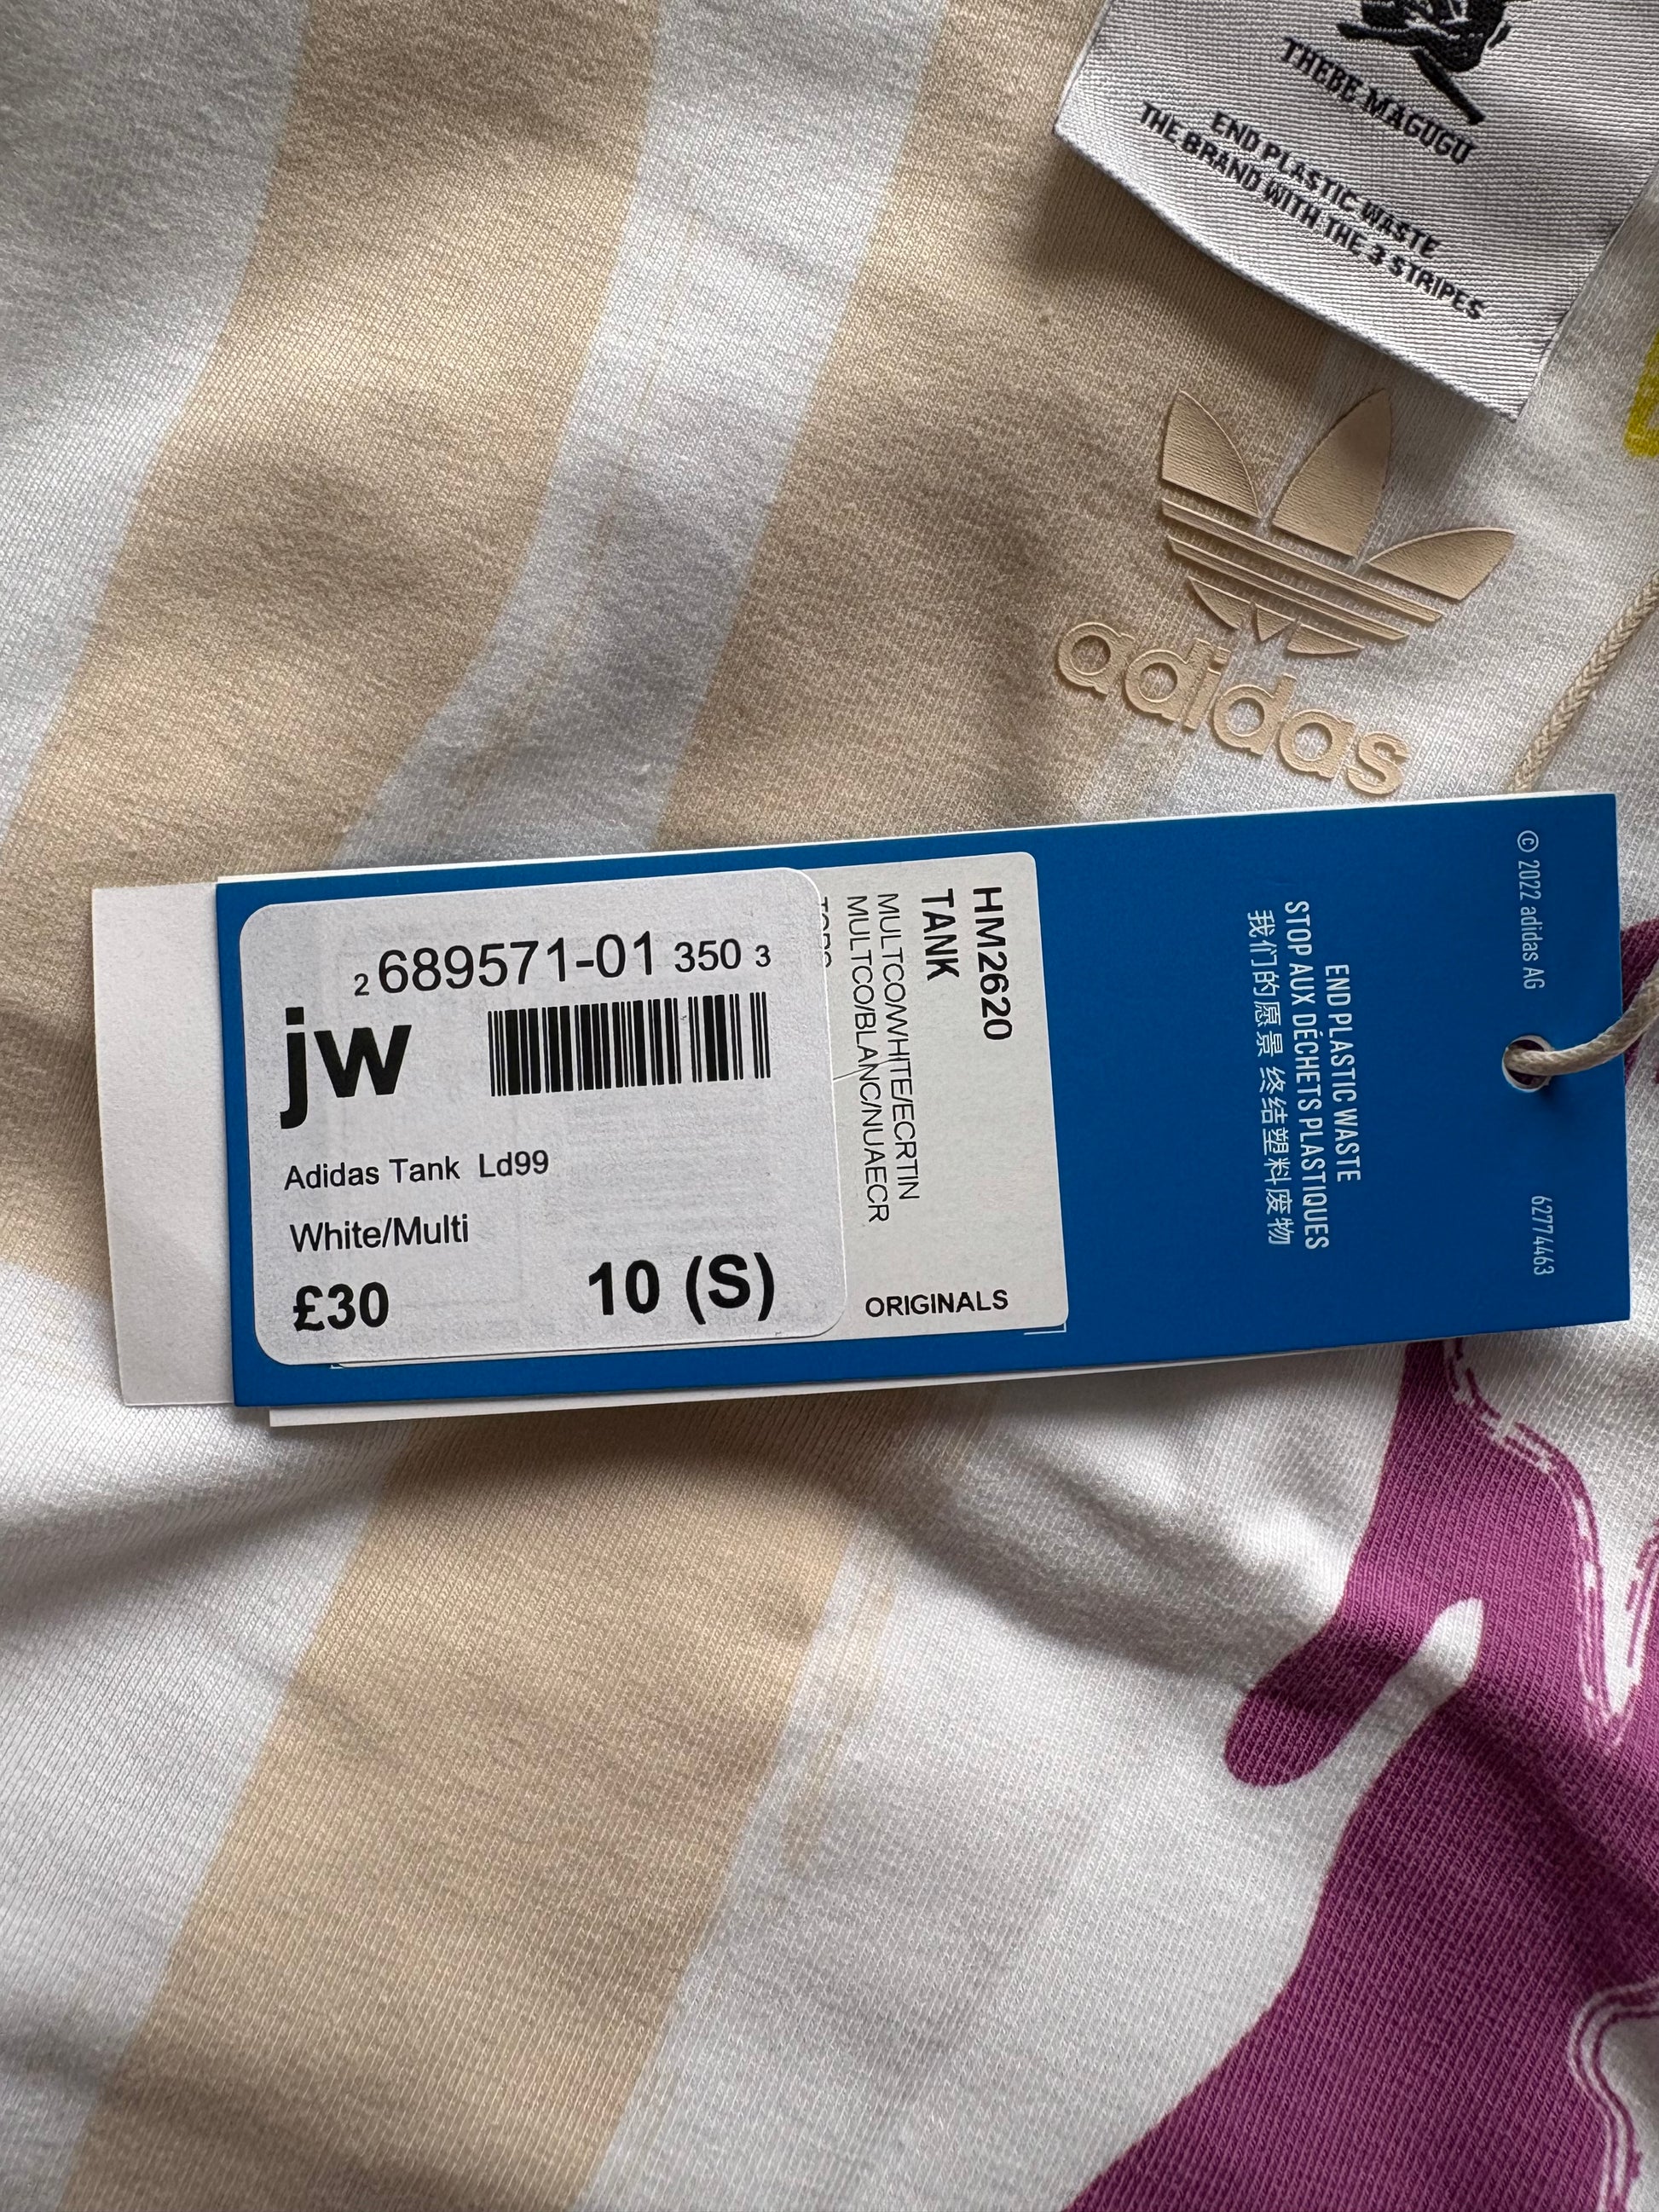 THEBE MAGUGU
END PLASTIC WASTE
THE BRAND WITH THE 3 STRIPES
adidas
2 689571-01 350 3
jw
Adidas Tank Ld99
White/Multi
£30 10 (S)
HM2620
TANK
MULTCO/WHITE/ECRTIN
MULTCO/BLANC/NUAECR
ORIGINALS
END PLASTIC WASTE
STOP AUX DÉCHETS PLASTIQUES
我们的愿景 终结塑料废物
© 2022 adidas AG
62774463